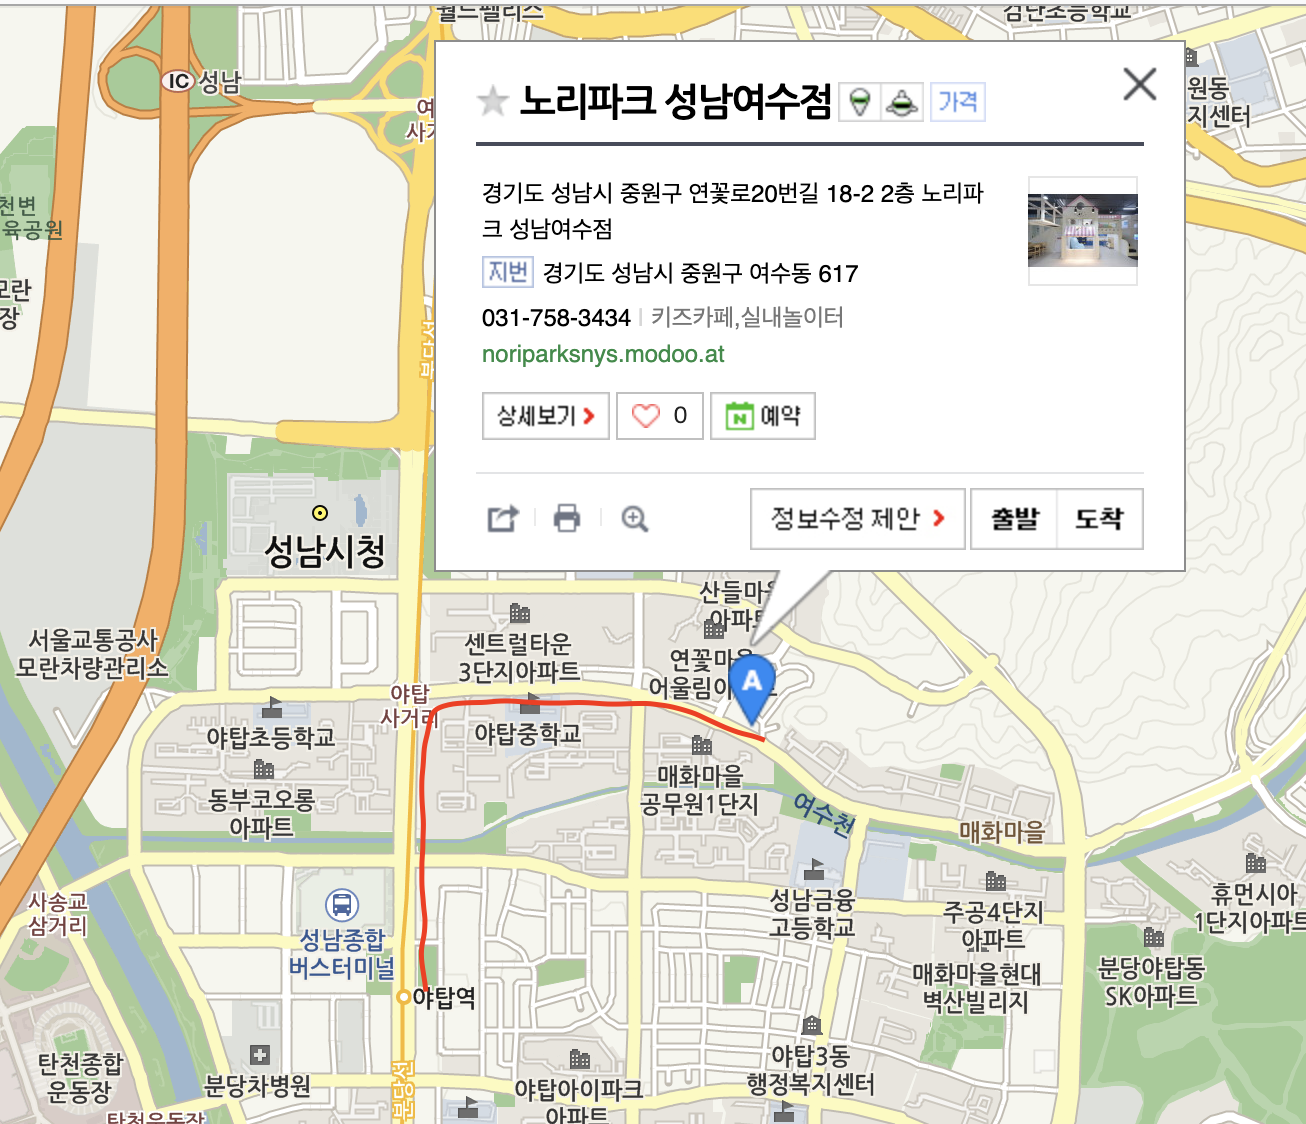 월드펠리스
검단초등학교
IC 성남
노리파크 성남여수점 가격
원동
지센터
경기도 성남시 중원구 연꽃로20번길 18-2 2층 노리파
크 성남여수점
지번 경기도 성남시 중원구 여수동 617
031-758-3434 | 키즈카페,실내놀이터
noriparksnys.modoo.at
상세보기 0 N 예약
정보수정 제안 출발 도착
천변
육공원
모란
장
분당선
성남시청
산들마을
아파트
서울교통공사
모란차량관리소
센트럴타운
3단지아파트
연꽃마을
어울림아파트
A
야탑
사거리
야탑초등학교
야탑중학교
매화마을
공무원1단지
동부코오롱
아파트
여수천
매화마을
사송교
삼거리
성남종합
버스터미널
성남금융
고등학교
주공4단지
아파트
휴먼시아
1단지아파트
매화마을현대
벽산빌리지
분당야탑동
SK아파트
야탑역
탄천종합
운동장
분당차병원
야탑아이파크
아파트
야탑3동
행정복지센터
분당선
탄천운동장